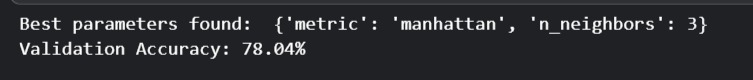 Best parameters found:  {'metric': 'manhattan', 'n_neighbors': 3}
Validation Accuracy: 78.04%